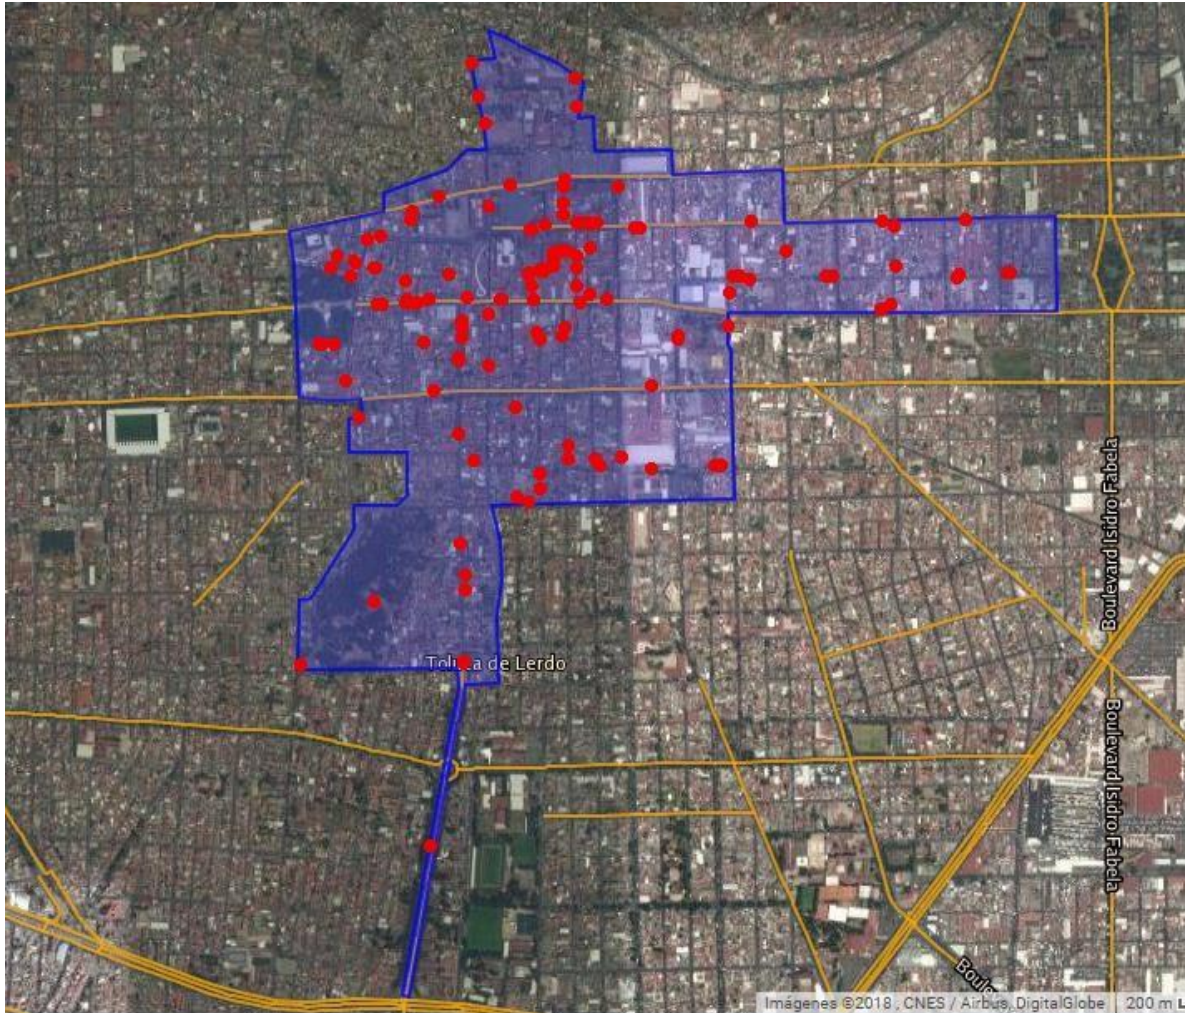 Boulevard Isidro Fabela
Toluca de Lerdo
Boulevard Isidro Fabela
Imágenes ©2018 , CNES / Airbus, DigitalGlobe
200 m